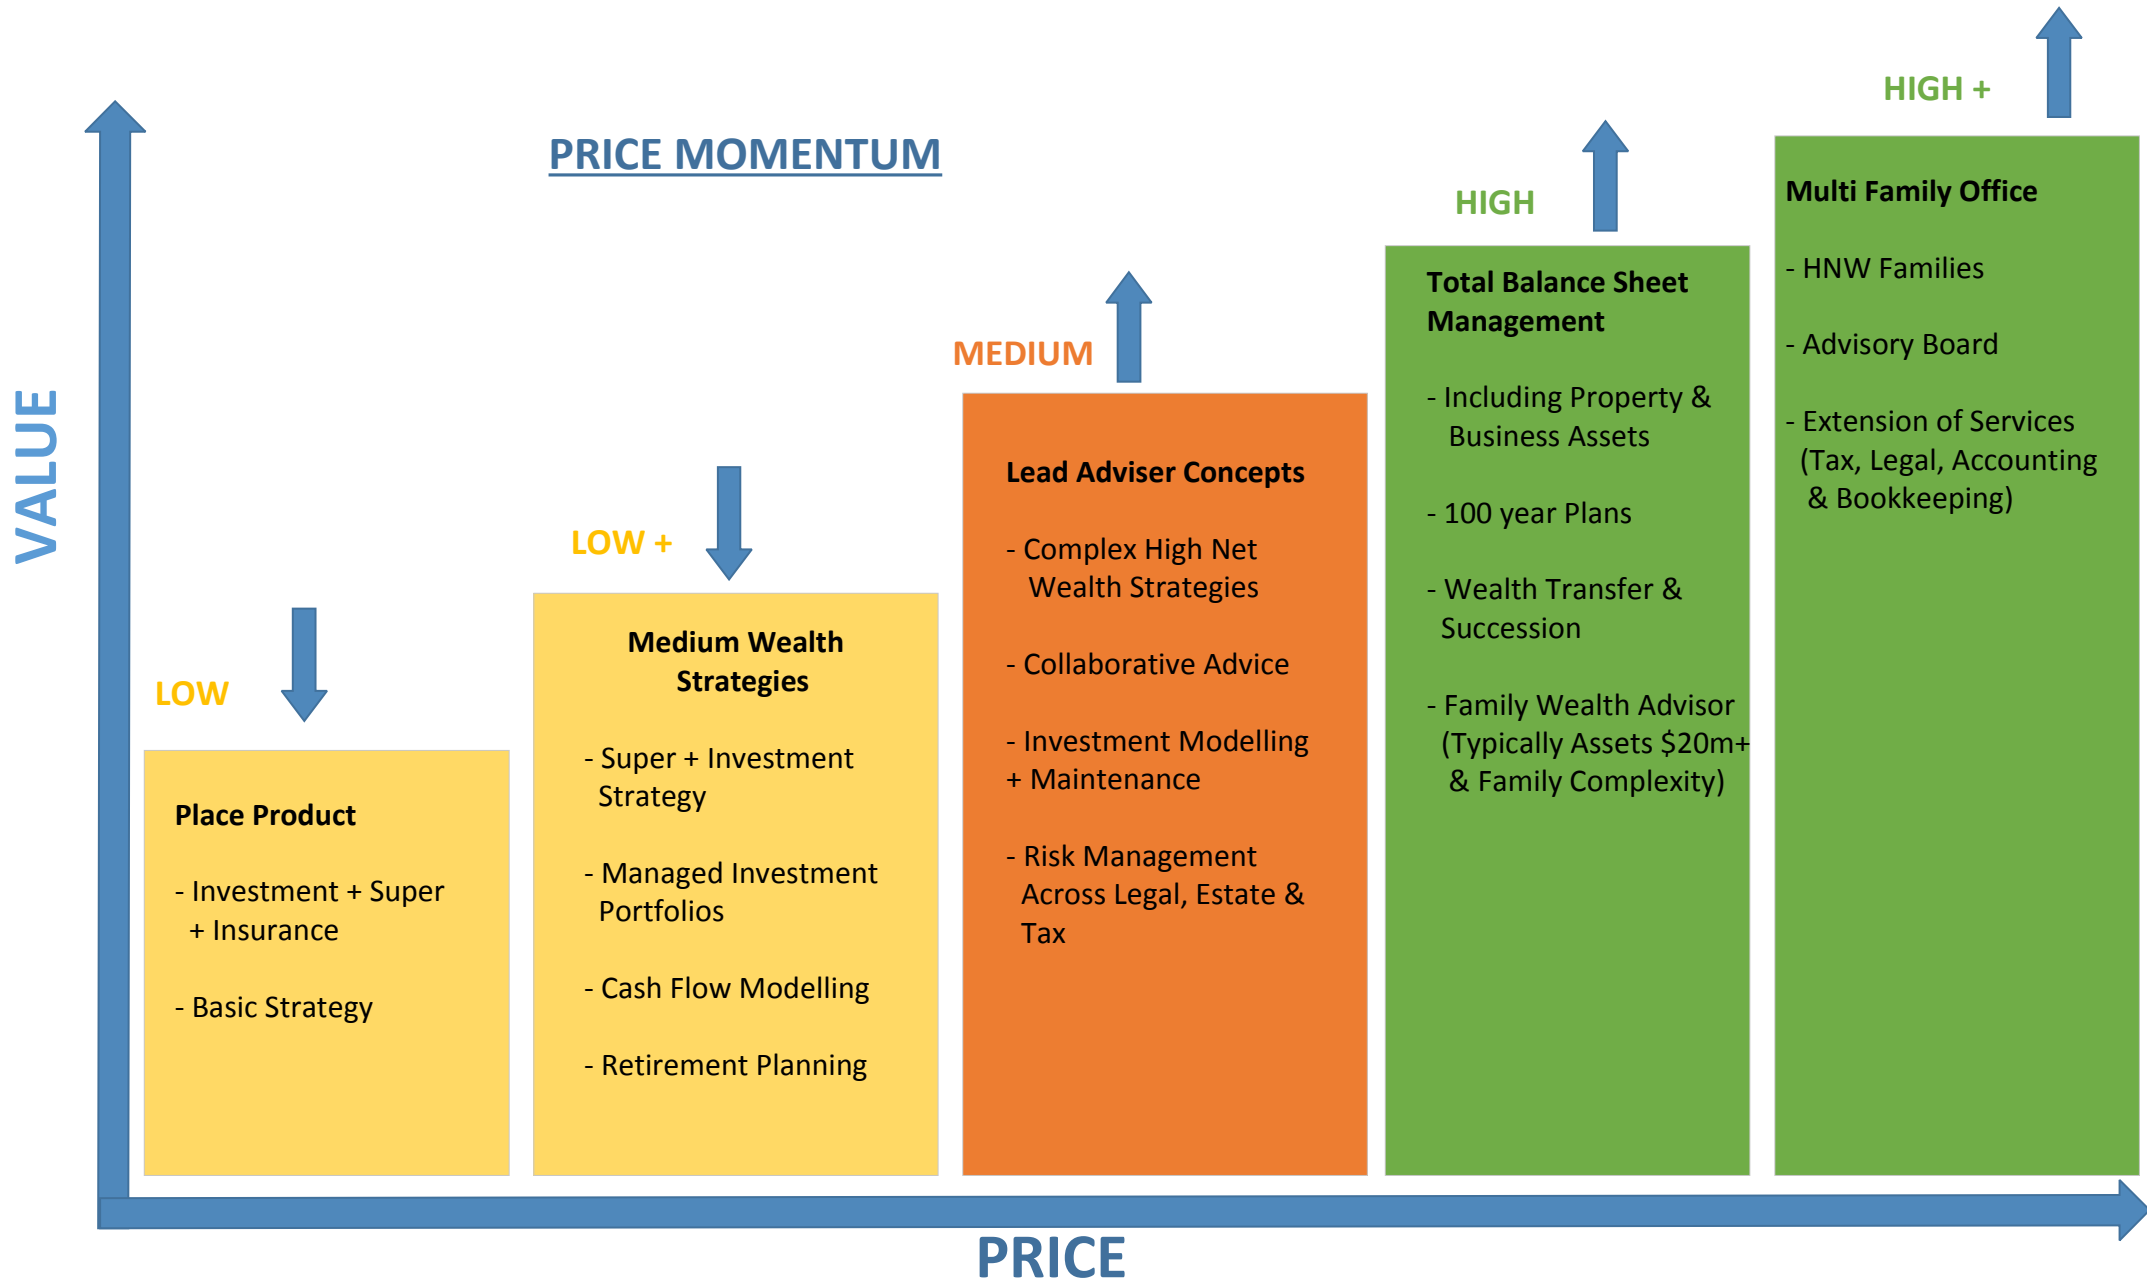 PRICE MOMENTUM
VALUE
LOW
Place Product
- Investment + Super
+ Insurance
- Basic Strategy
LOW +
Medium Wealth
Strategies
- Super + Investment
Strategy
- Managed Investment
Portfolios
- Cash Flow Modelling
- Retirement Planning
MEDIUM
Lead Adviser Concepts
- Complex High Net
Wealth Strategies
- Collaborative Advice
- Investment Modelling
+ Maintenance
- Risk Management
Across Legal, Estate &
Tax
HIGH
Total Balance Sheet
Management
- Including Property &
Business Assets
- 100 year Plans
- Wealth Transfer &
Succession
- Family Wealth Advisor
(Typically Assets $20m+
& Family Complexity)
HIGH +
Multi Family Office
- HNW Families
- Advisory Board
- Extension of Services
(Tax, Legal, Accounting
& Bookkeeping)
PRICE